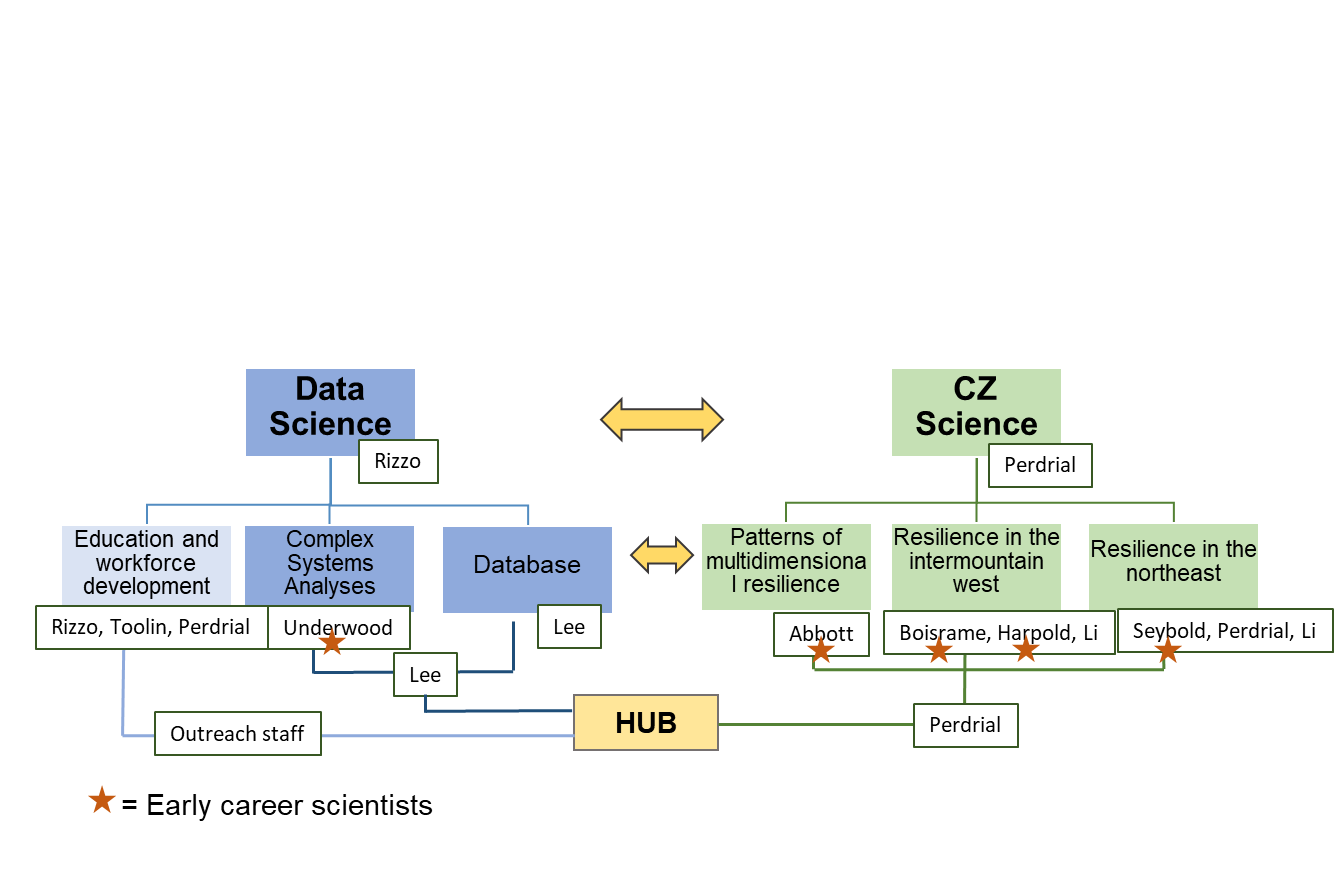 Data
Science
Rizzo
CZ
Science
Perdrial
Education and
workforce
development
Rizzo, Toolin, Perdrial
Complex
Systems
Analyses
Underwood
Database
Lee
Patterns of
multidimensiona
l resilience
Abbott
Resilience in the
intermountain
west
Boisrame, Harpold, Li
Resilience in the
northeast
Seybold, Perdrial, Li
Lee
Outreach staff
HUB
Perdrial
= Early career scientists